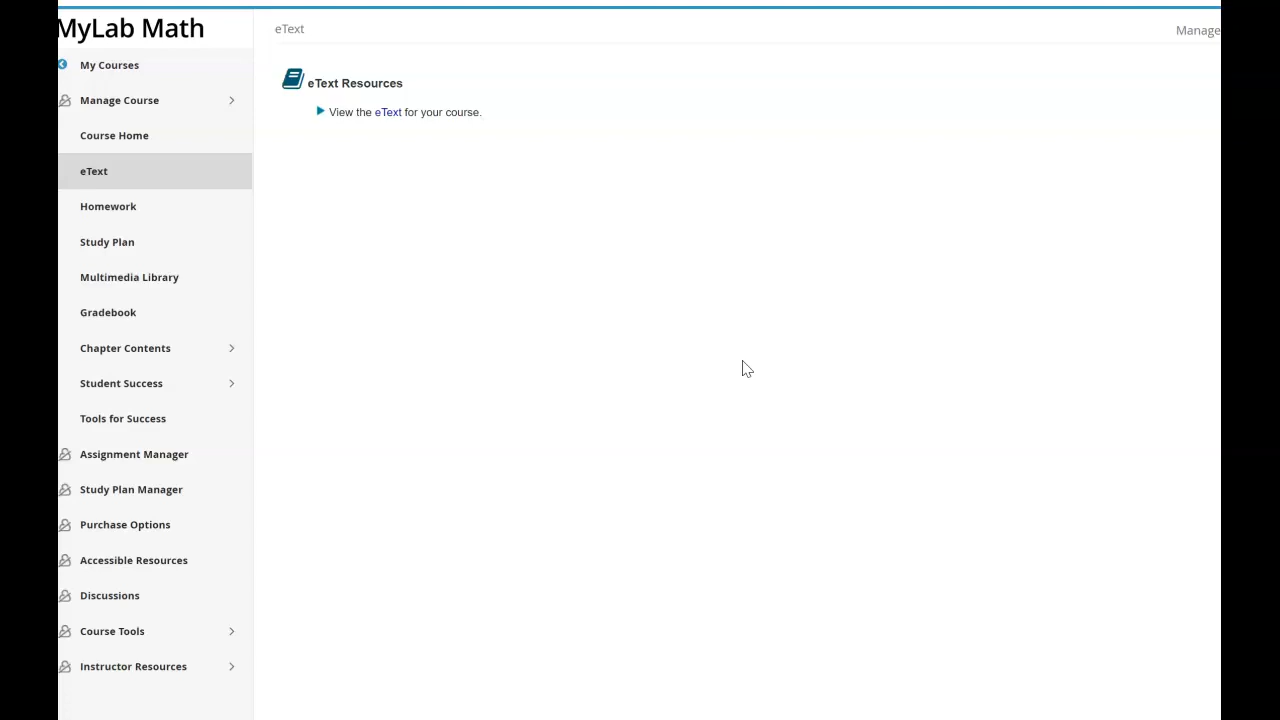 MyLab Math
eText
Manage
My Courses
Manage Course
Course Home
eText
Homework
Study Plan
Multimedia Library
Gradebook
Chapter Contents
Student Success
Tools for Success
Assignment Manager
Study Plan Manager
Purchase Options
Accessible Resources
Discussions
Course Tools
Instructor Resources
eText Resources
View the eText for your course.